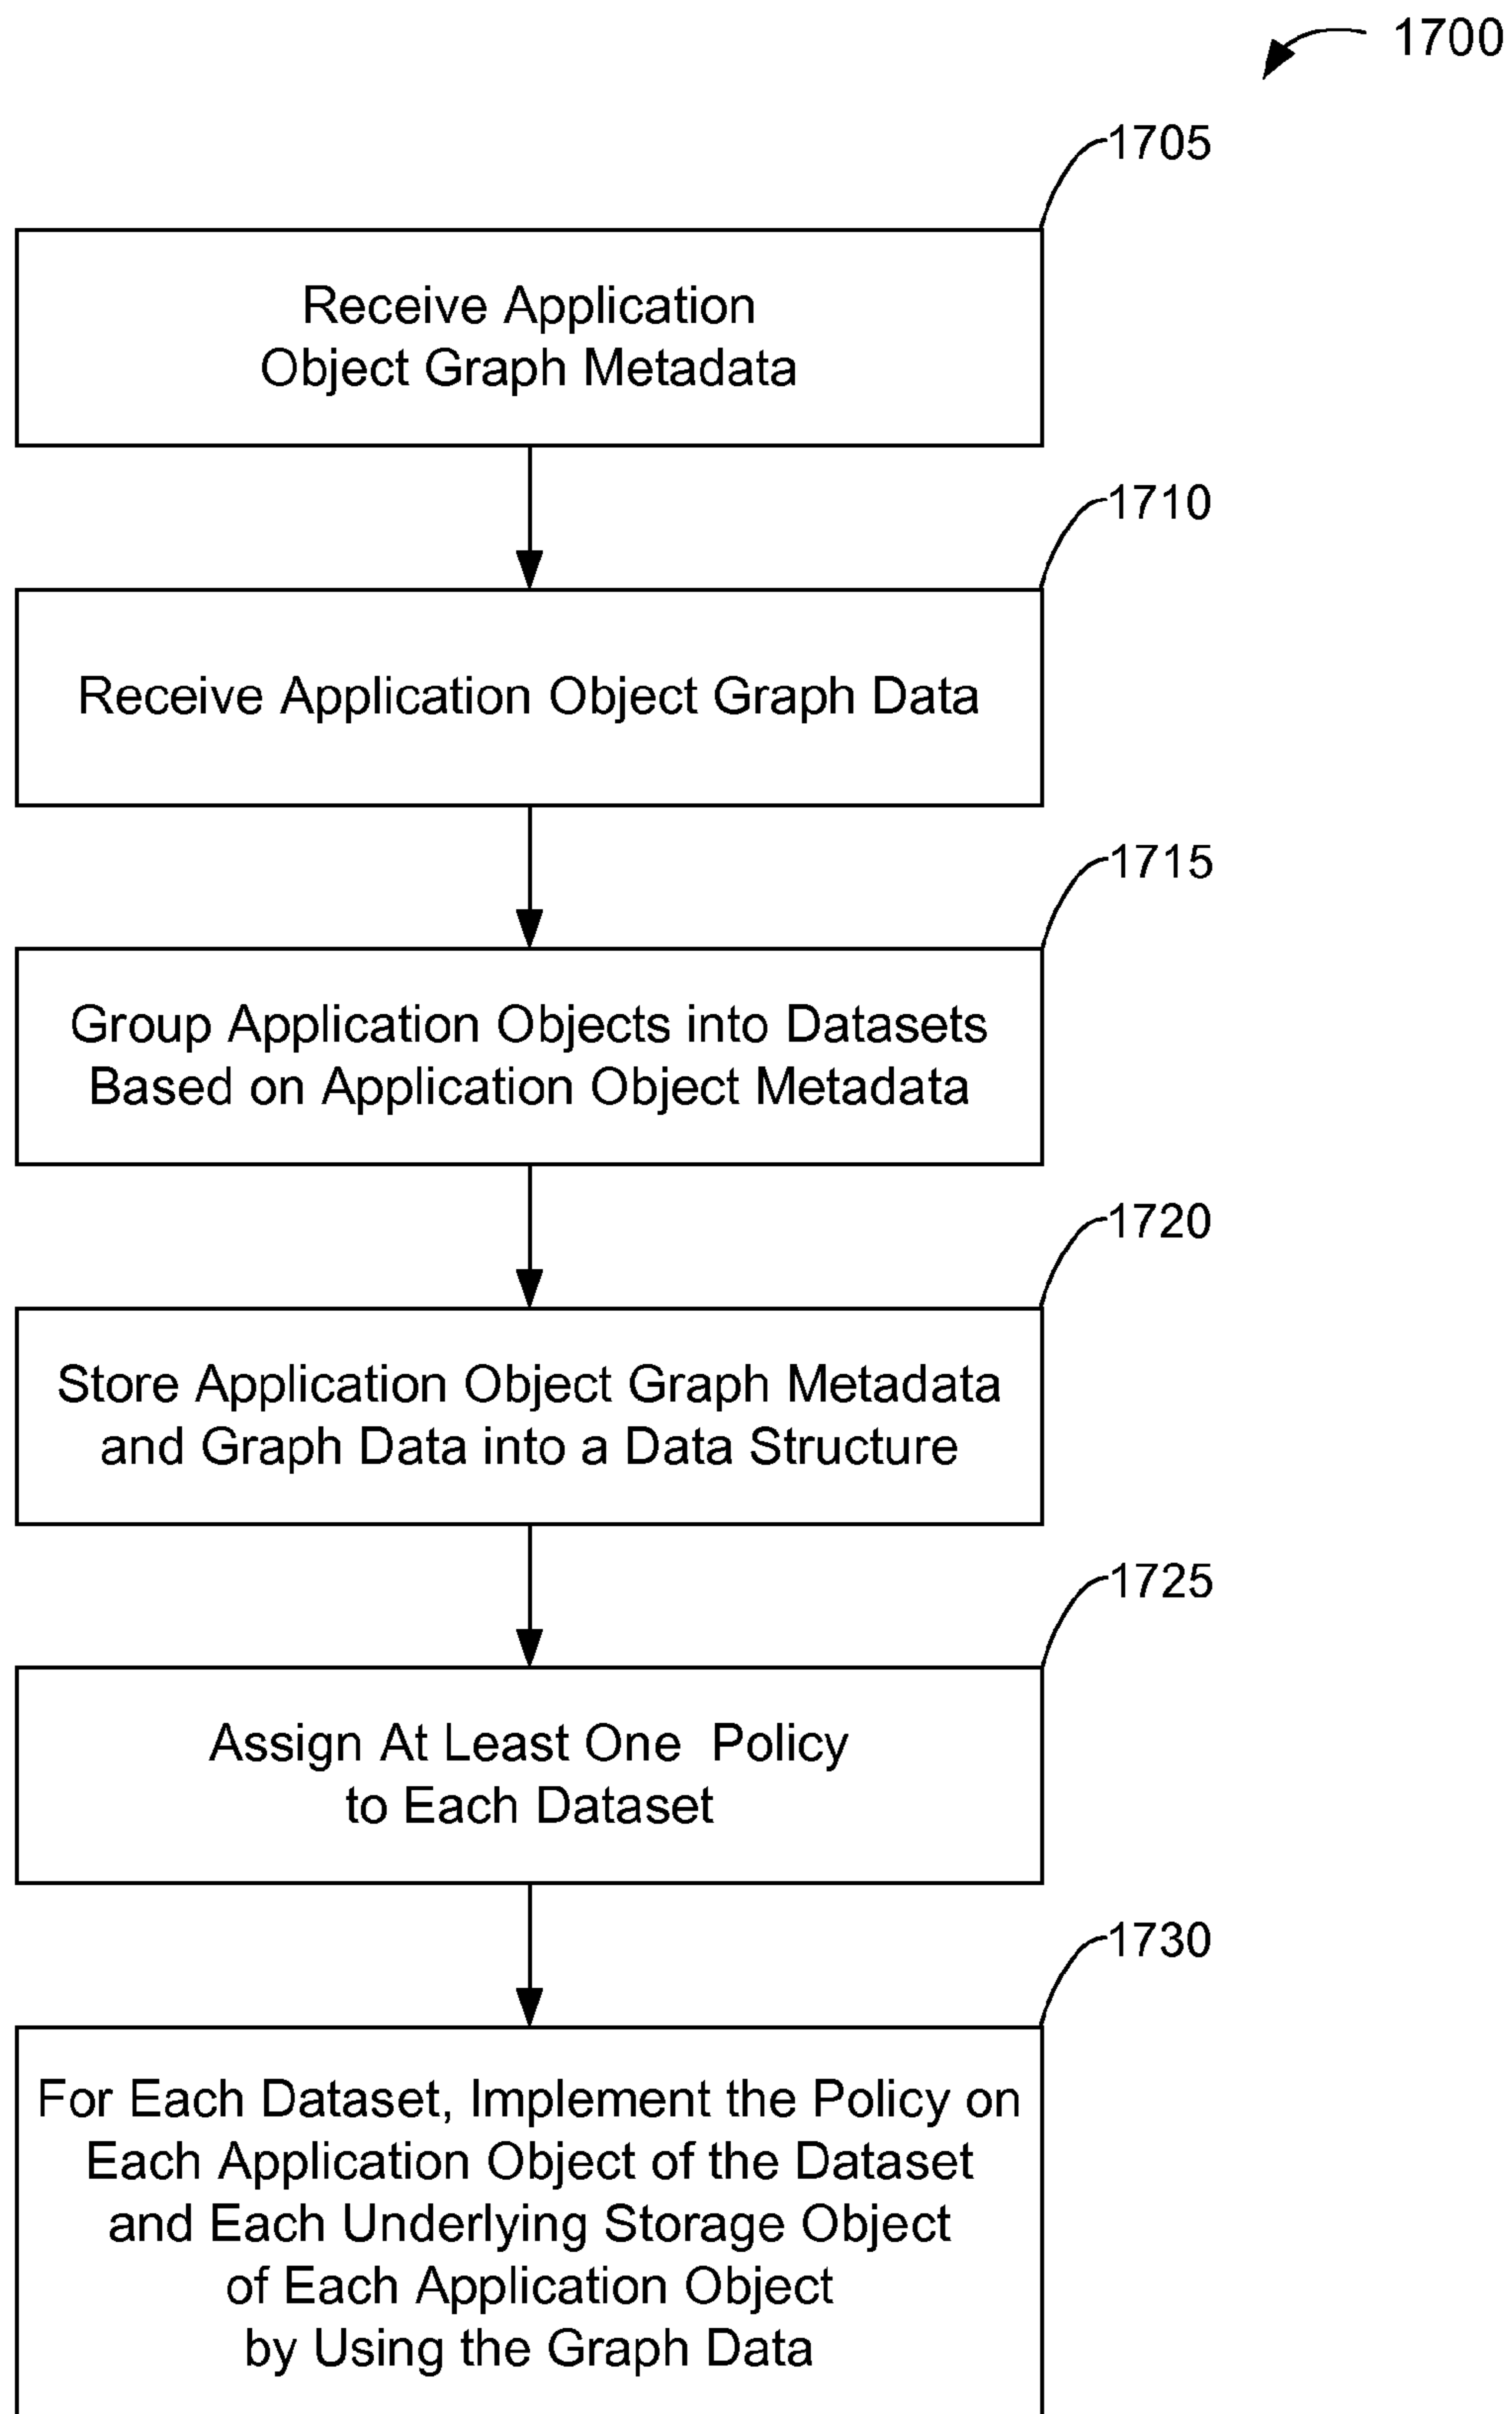 1700
1705
Receive Application
Object Graph Metadata
1710
Receive Application Object Graph Data
1715
Group Application Objects into Datasets
Based on Application Object Metadata
1720
Store Application Object Graph Metadata
and Graph Data into a Data Structure
1725
Assign At Least One Policy
to Each Dataset
1730
For Each Dataset, Implement the Policy on
Each Application Object of the Dataset
and Each Underlying Storage Object
of Each Application Object
by Using the Graph Data